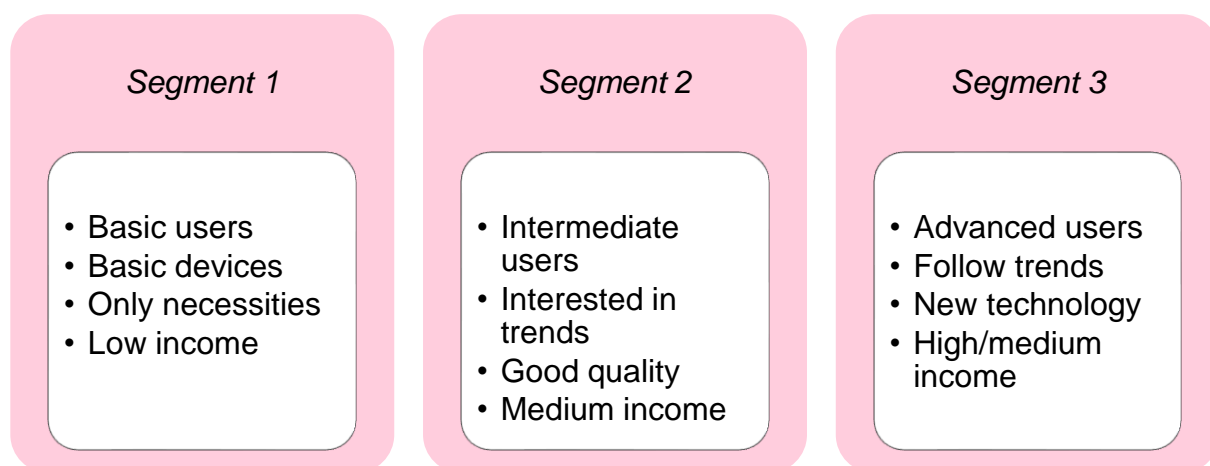 Segment 1
• Basic users
• Basic devices
• Only necessities
• Low income
Segment 2
• Intermediate
users
• Interested in
trends
• Good quality
• Medium income
Segment 3
• Advanced users
• Follow trends
• New technology
• High/medium
income